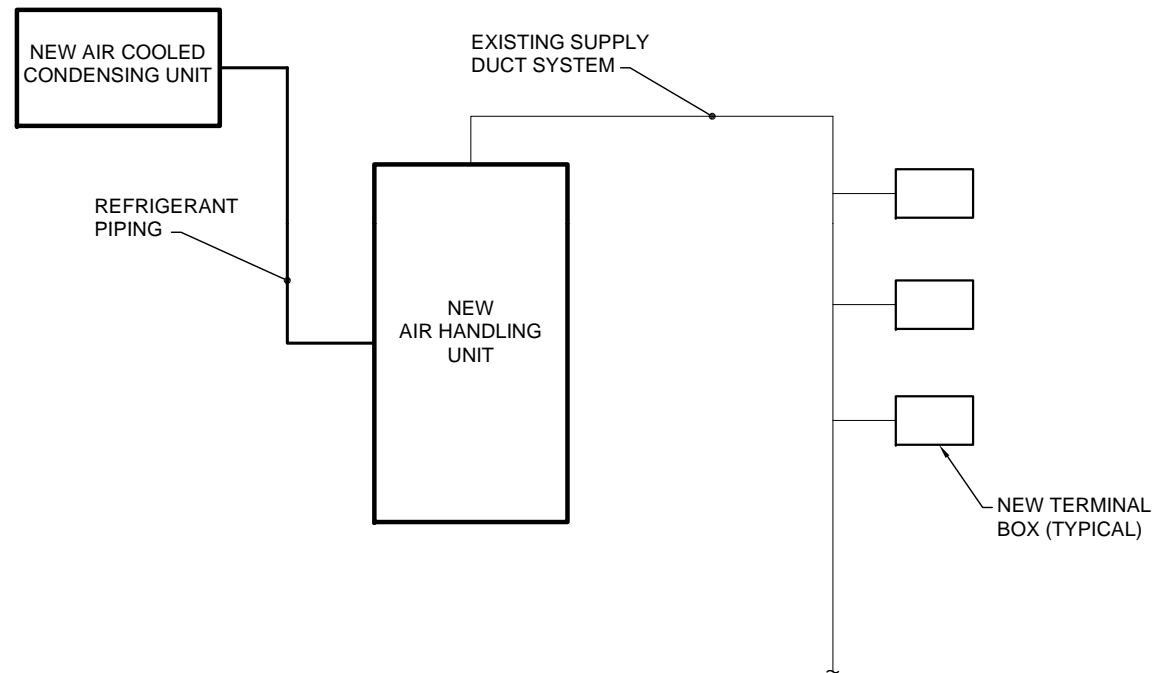 NEW AIR COOLED
CONDENSING UNIT
EXISTING SUPPLY
DUCT SYSTEM
REFRIGERANT
PIPING
NEW
AIR HANDLING
UNIT
NEW TERMINAL
BOX (TYPICAL)